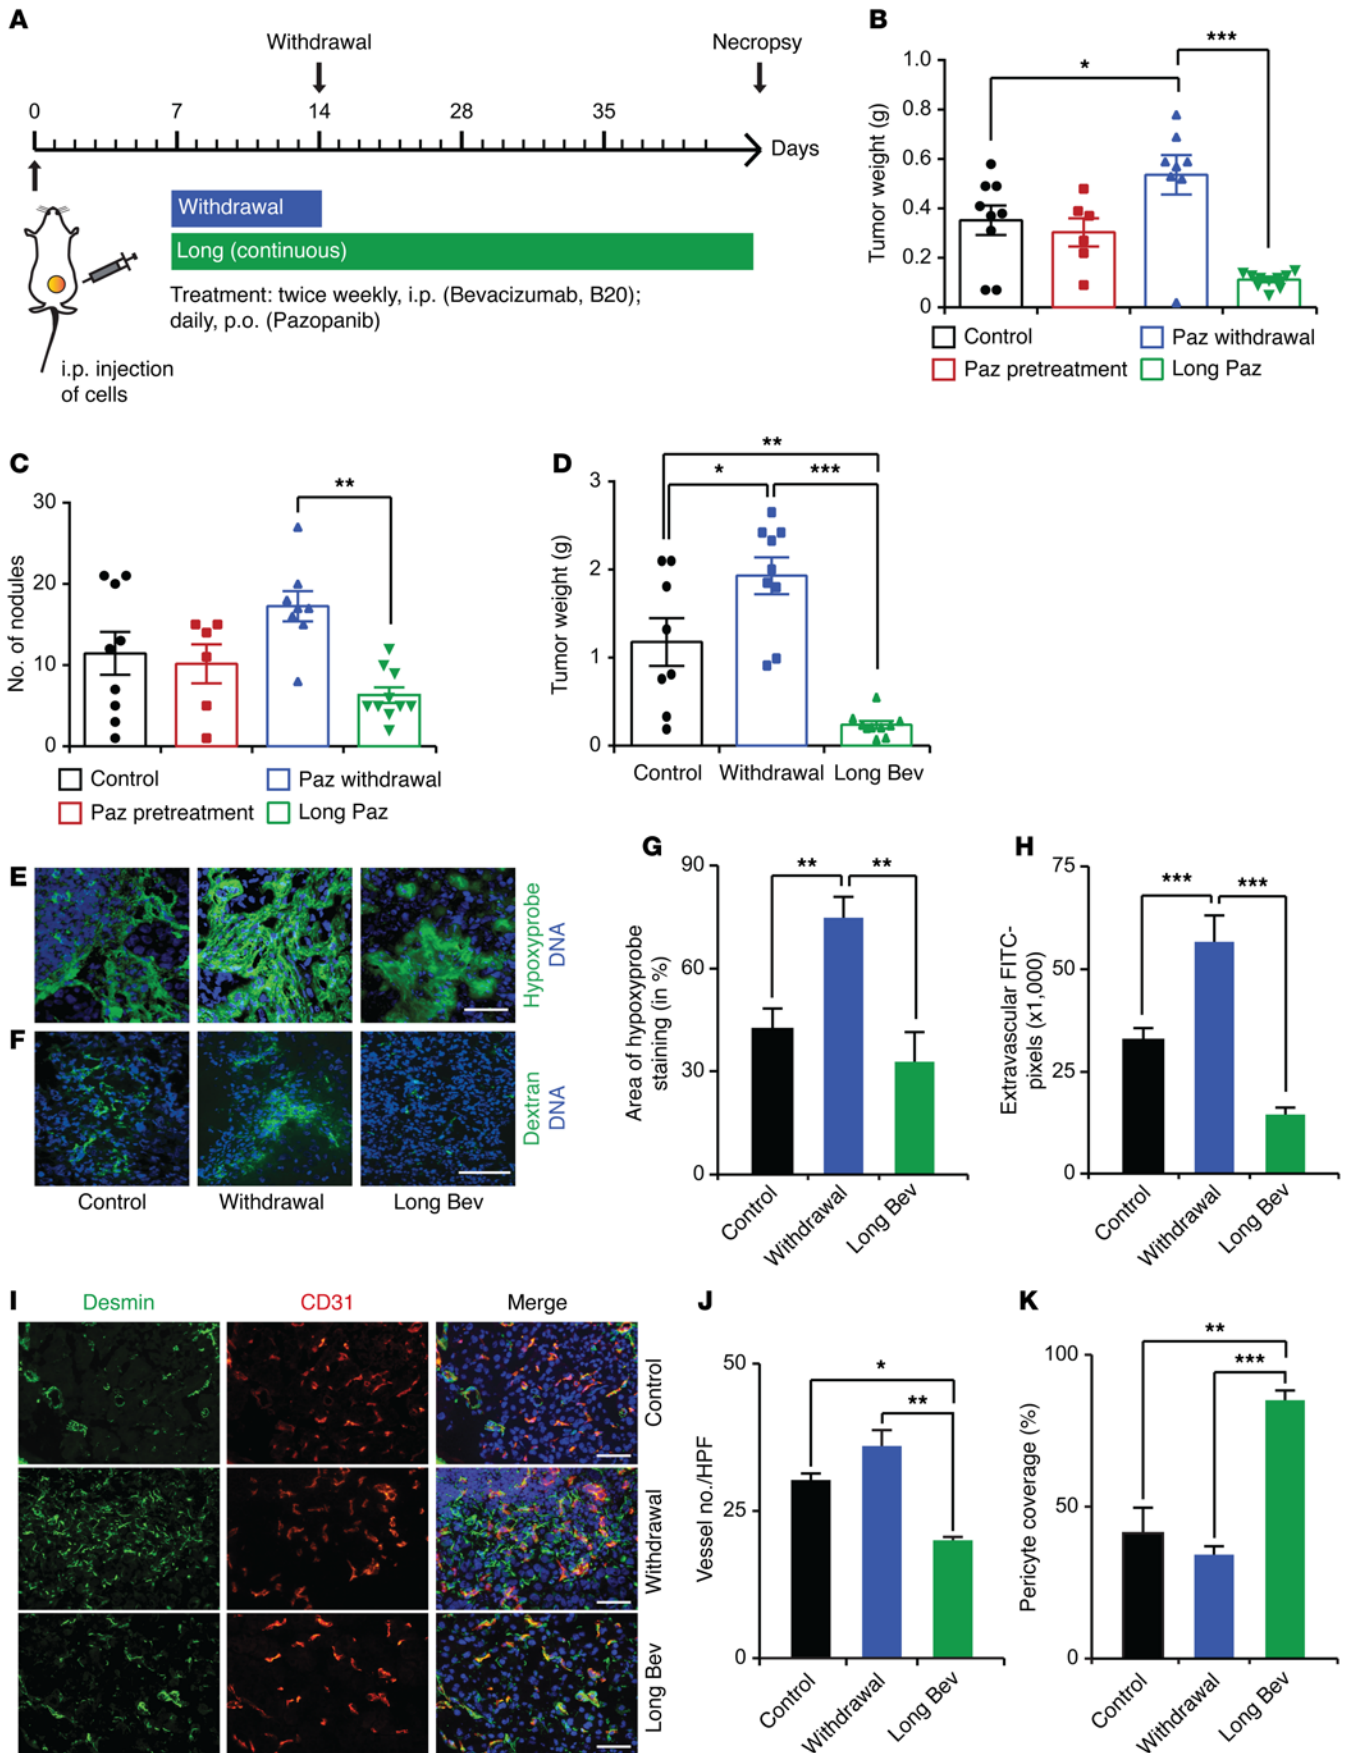 A
Withdrawal
Necropsy
0 7 14 28 35
Days
Withdrawal
Long (continuous)
Treatment: twice weekly, i.p. (Bevacizumab, B20);
daily, p.o. (Pazopanib)
i.p. injection
of cells
B
Tumor weight (g)
1.0
0.8
0.6
0.4
0.2
0
*
***
Control
Paz withdrawal
Paz pretreatment
Long Paz
C
No. of nodules
30
20
10
0
**
Control
Paz withdrawal
Paz pretreatment
Long Paz
D
Tumor weight (g)
3
2
1
0
**
*
***
Control Withdrawal Long Bev
E
Hypoxyprobe
DNA
F
Dextran
DNA
Control Withdrawal Long Bev
G
Area of hypoxyprobe
staining (in %)
90
60
30
0
**
**
Control
Withdrawal
Long Bev
H
Extravascular FITC-
pixels (x1,000)
75
50
25
0
***
***
Control
Withdrawal
Long Bev
I
Desmin CD31 Merge
Control
Withdrawal
Long Bev
J
Vessel no./HPF
50
25
0
*
**
Control
Withdrawal
Long Bev
K
Pericyte coverage (%)
100
50
0
**
***
Control
Withdrawal
Long Bev